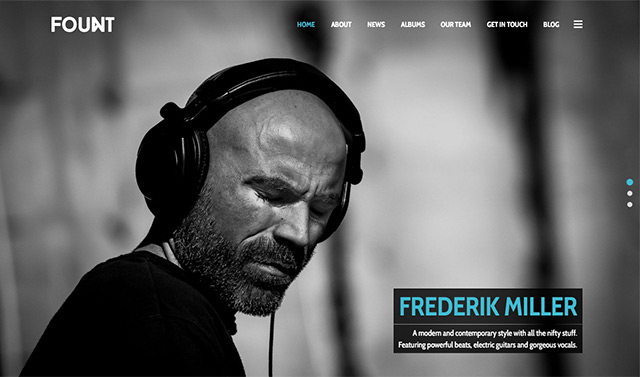 FOUNT
HOME ABOUT NEWS ALBUMS OUR TEAM GET IN TOUCH BLOG
FREDERIK MILLER
A modern and contemporary style with all the nifty stuff.
Featuring powerful beats, electric guitars and gorgeous vocals.